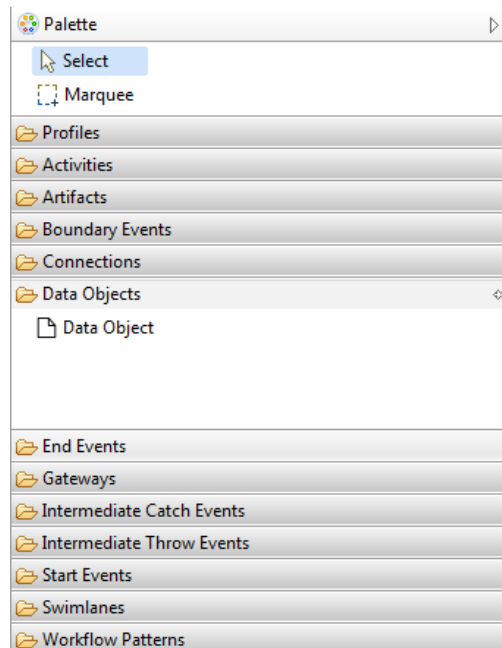 Palette
Select
Marquee
Profiles
Activities
Artifacts
Boundary Events
Connections
Data Objects
Data Object
End Events
Gateways
Intermediate Catch Events
Intermediate Throw Events
Start Events
Swimlanes
Workflow Patterns